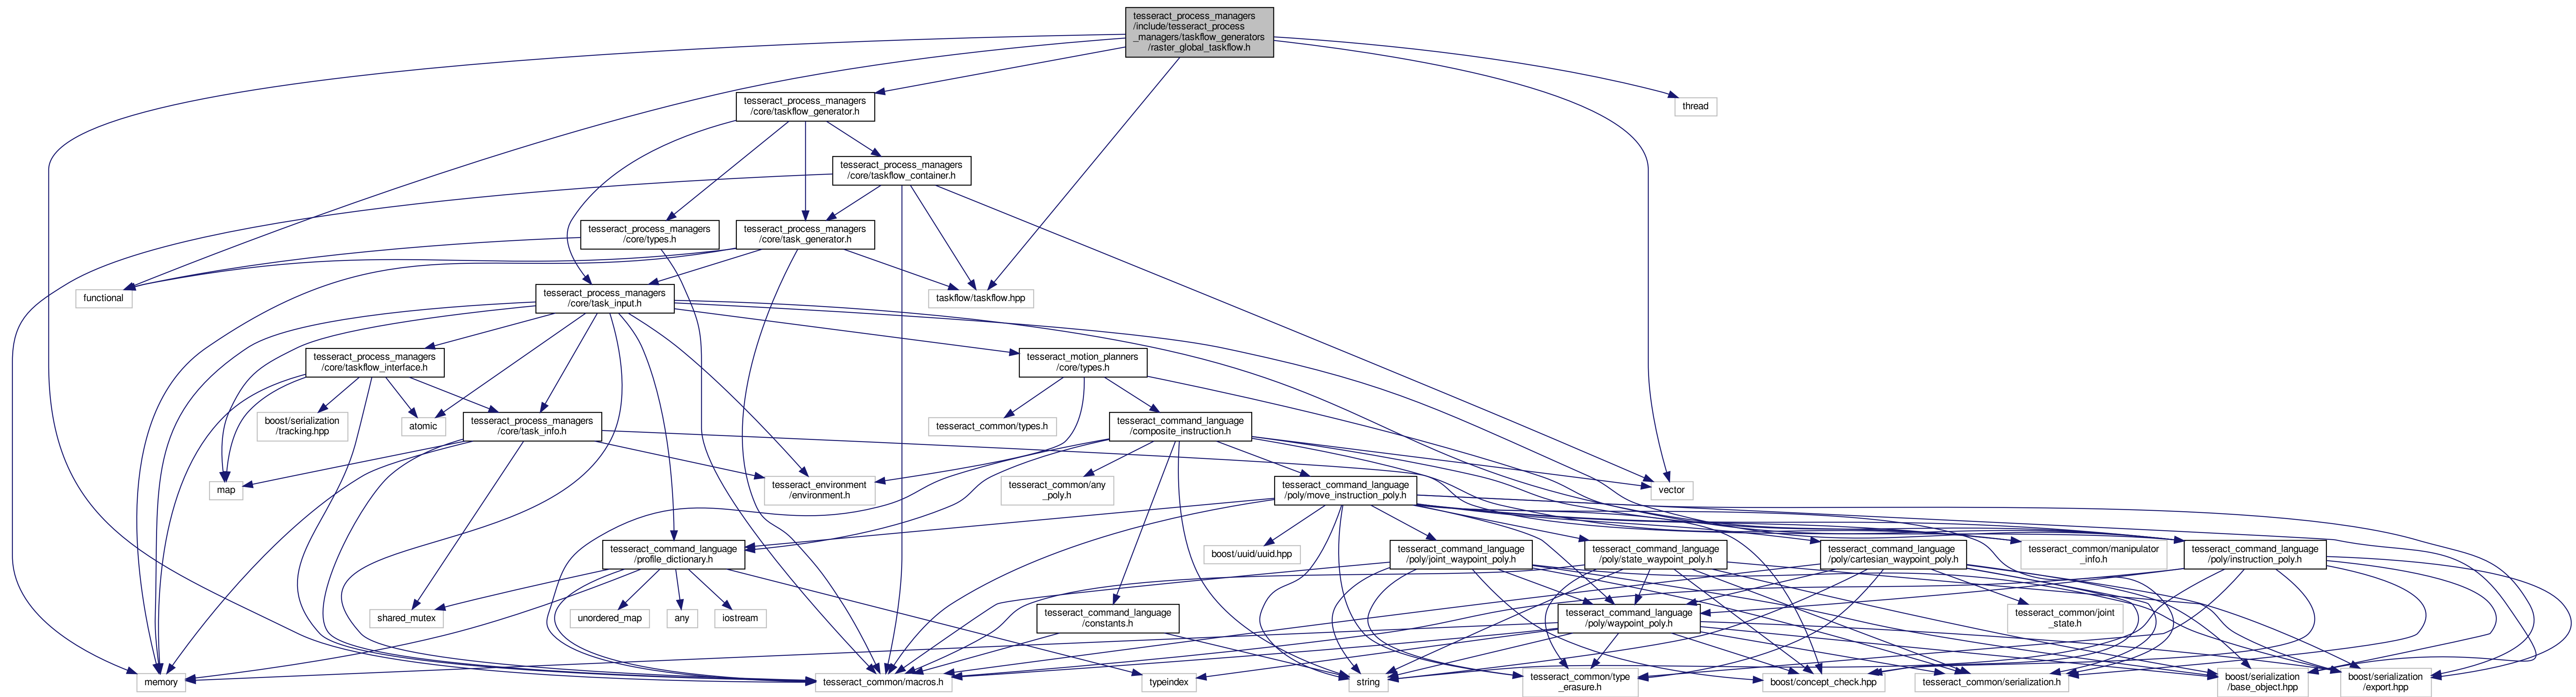 tesseract_process_managers
/include/tesseract_process
_managers/taskflow_generators
/raster_global_taskflow.h
tesseract_process_managers
/core/taskflow_generator.h
thread
tesseract_process_managers
/core/taskflow_container.h
tesseract_process_managers
/core/types.h
tesseract_process_managers
/core/task_generator.h
functional
tesseract_process_managers
/core/task_input.h
taskflow/taskflow.hpp
tesseract_process_managers
/core/taskflow_interface.h
tesseract_motion_planners
/core/types.h
boost/serialization
/tracking.hpp
atomic
tesseract_process_managers
/core/task_info.h
tesseract_common/types.h
tesseract_command_language
/composite_instruction.h
map
tesseract_environment
/environment.h
tesseract_common/any
_poly.h
tesseract_command_language
/poly/move_instruction_poly.h
vector
tesseract_command_language
/profile_dictionary.h
boost/uuid/uuid.hpp
tesseract_command_language
/poly/joint_waypoint_poly.h
tesseract_command_language
/poly/state_waypoint_poly.h
tesseract_command_language
/poly/cartesian_waypoint_poly.h
tesseract_common/manipulator
_info.h
tesseract_command_language
/poly/instruction_poly.h
shared_mutex
unordered_map
any
iostream
tesseract_command_language
/constants.h
tesseract_command_language
/poly/waypoint_poly.h
tesseract_common/joint
_state.h
memory
tesseract_common/macros.h
typeindex
string
tesseract_common/type
_erasure.h
boost/concept_check.hpp
tesseract_common/serialization.h
boost/serialization
/base_object.hpp
boost/serialization
/export.hpp